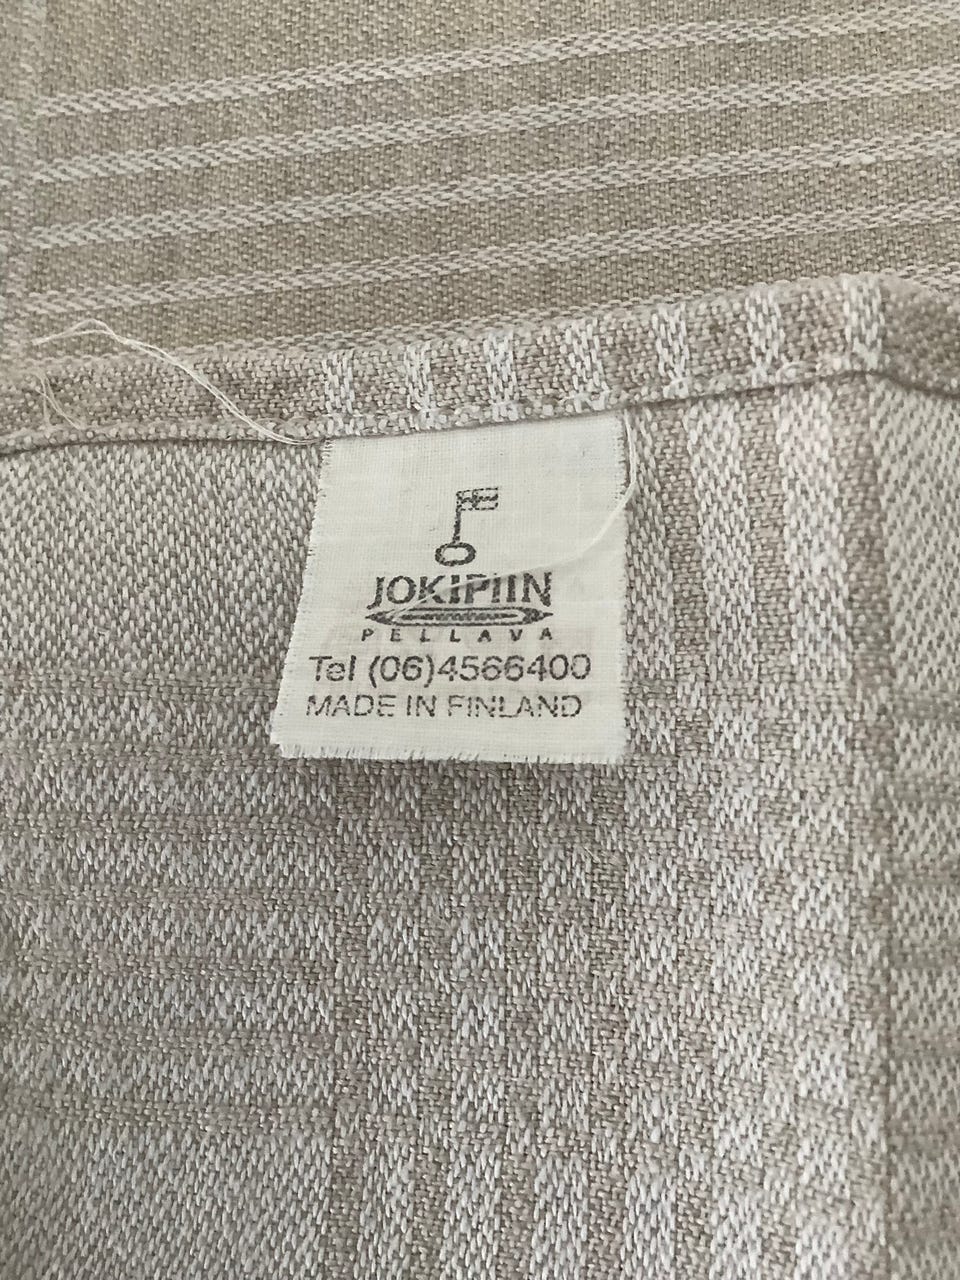 JOKIPIIN
PELLAVA
Tel (06)4566400
MADE IN FINLAND